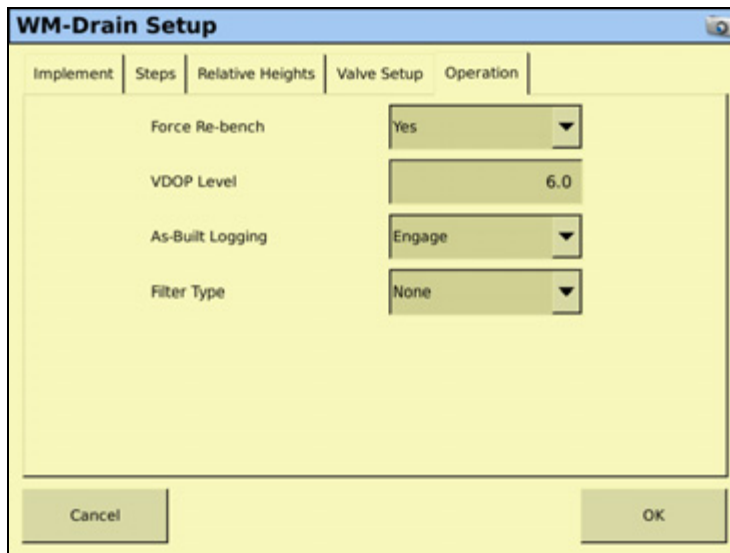 WM-Drain Setup
Implement Steps Relative Heights Valve Setup Operation
Force Re-bench Yes
VDOP Level 6.0
As-Built Logging Engage
Filter Type None
Cancel OK